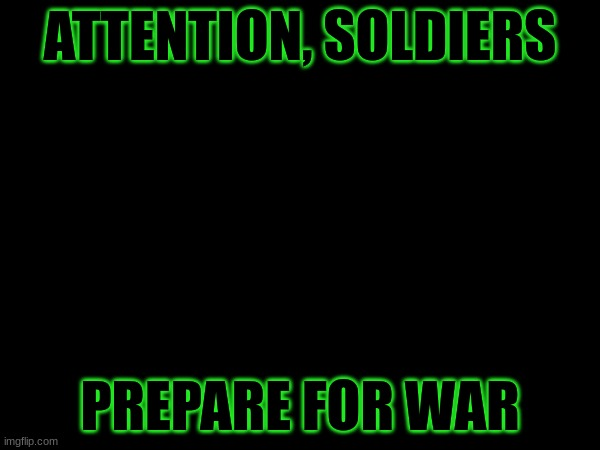 ATTENTION, SOLDIERS
PREPARE FOR WAR
imgflip.com